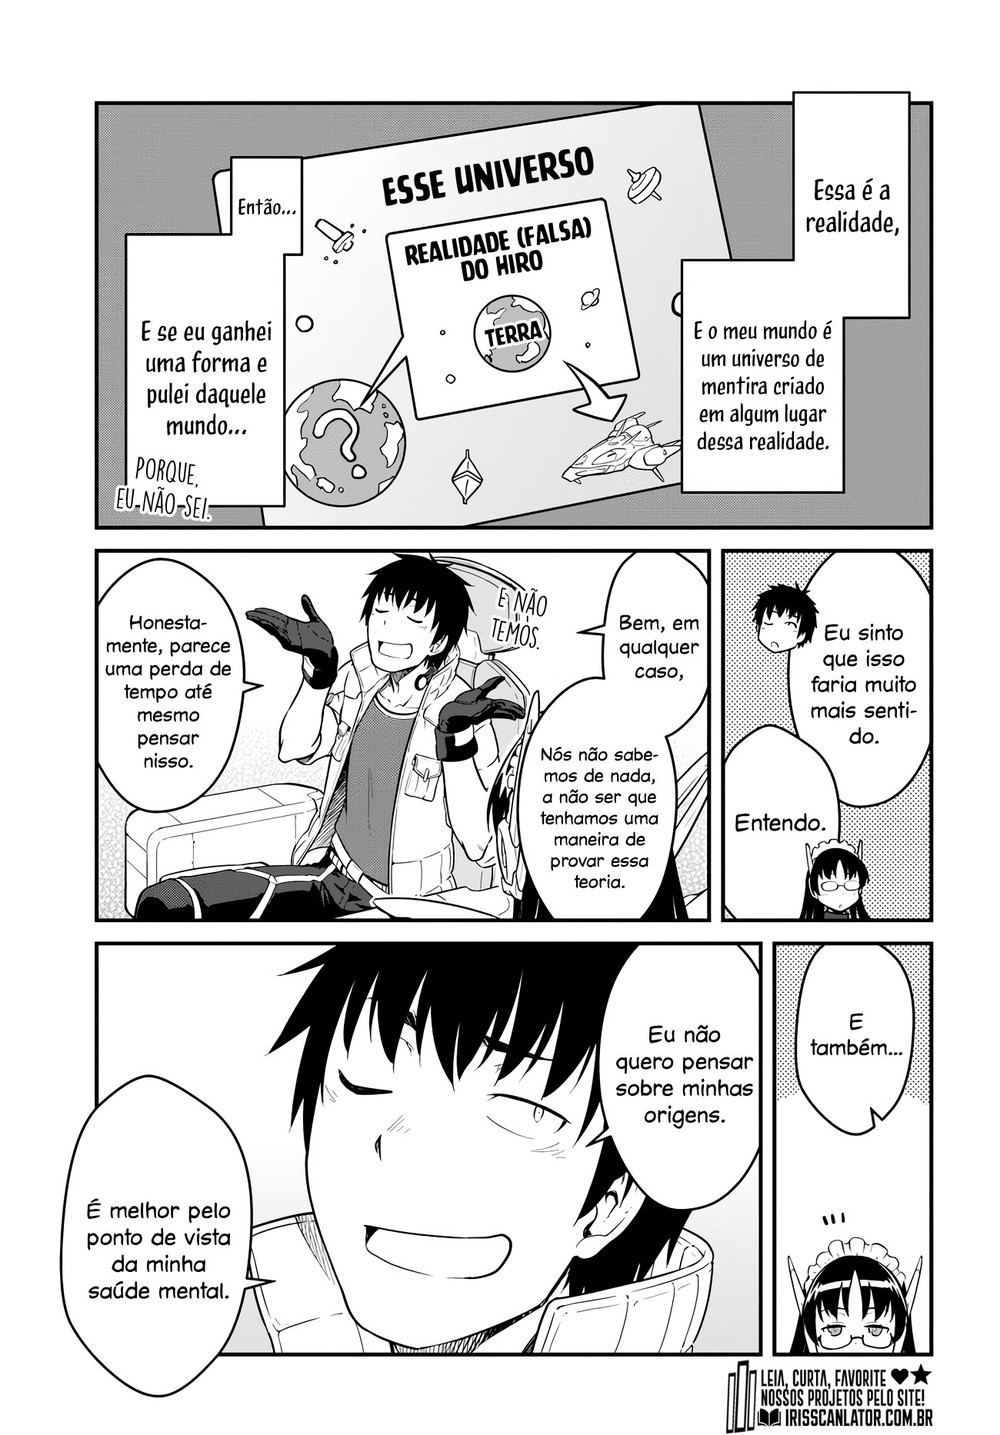 Essa é a
realidade,
E o meu mundo é
um universo de
mentira criado
em algum lugar
dessa realidade.
ESSE UNIVERSO
REALIDADE (FALSA)
DO HIRO
TERRA
?
Então...
E se eu ganhei
uma forma e
pulei daquele
mundo...
PORQUE,
EU NÃO SEI.
Eu sinto
que isso
faria muito
mais senti-
do.
Entendo.
Bem, em
qualquer
caso,
Nós não sabe-
mos de nada,
a não ser que
tenhamos uma
maneira de
provar essa
teoria.
E NÃO
TEMOS.
Honesta-
mente, parece
uma perda de
tempo até
mesmo
pensar
nisso.
E
também...
Eu não
quero pensar
sobre minhas
origens.
É melhor pelo
ponto de vista
da minha
saúde mental.
LEIA, CURTA, FAVORITE
NOSSOS PROJETOS PELO SITE!
IRISSCANLATOR.COM.BR